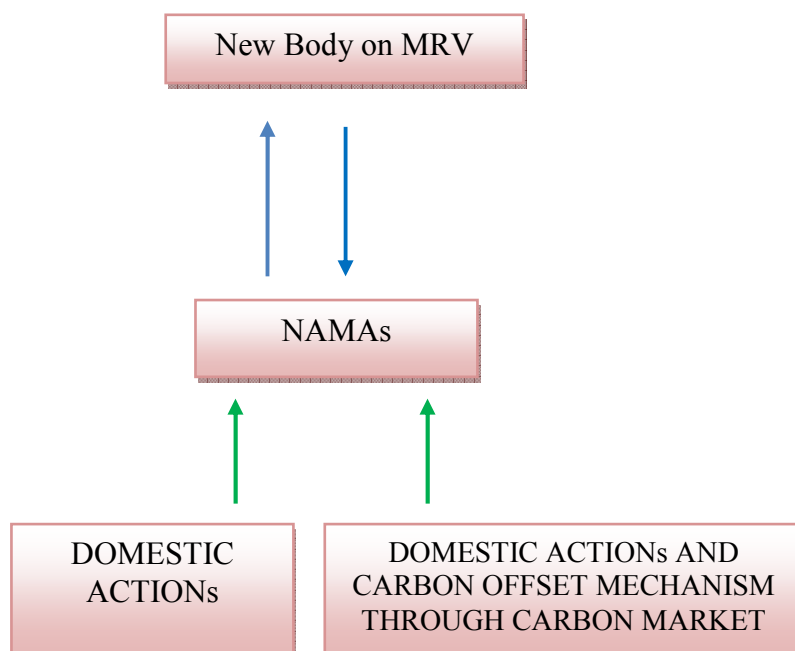 New Body on MRV
NAMAs
DOMESTIC
ACTIONs
DOMESTIC ACTIONs AND
CARBON OFFSET MECHANISM
THROUGH CARBON MARKET